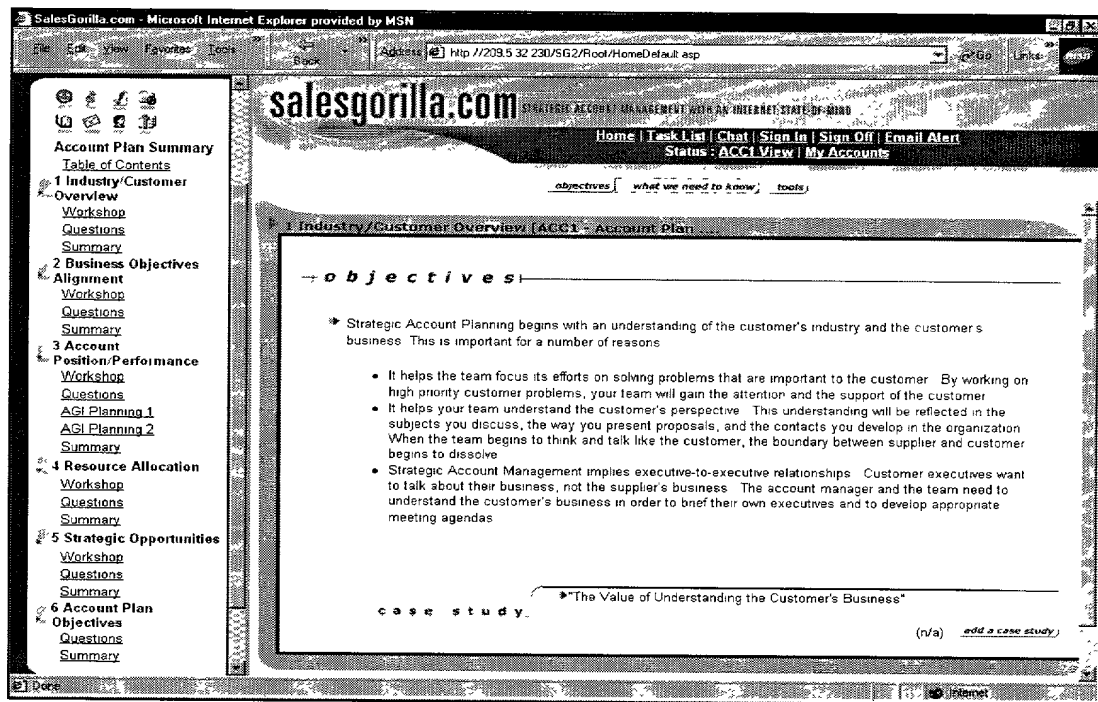 SalesGorilla.com - Microsoft Internet Explorer provided by MSN
File Edit View Favorites Tools
Back
Address http //209.5 32 230/SG2/Root/HomeDefault asp
Go Links
msn
salesgorilla.com STRATEGIC ACCOUNT MANAGEMENT WITH AN INTERNET STATE-OF-MIND
Home | Task List | Chat | Sign In | Sign Off | Email Alert
Status : ACC1 View | My Accounts
objectives what we need to know tools
Account Plan Summary
Table of Contents
1 Industry/Customer
Overview
Workshop
Questions
Summary
2 Business Objectives
Alignment
Workshop
Questions
Summary
3 Account
Position/Performance
Workshop
Questions
AGI Planning 1
AGI Planning 2
Summary
4 Resource Allocation
Workshop
Questions
Summary
5 Strategic Opportunities
Workshop
Questions
Summary
6 Account Plan
Objectives
Questions
Summary
1 Industry/Customer Overview [ACC1 - Account Plan ...
objectives
Strategic Account Planning begins with an understanding of the customer's industry and the customer's
business This is important for a number of reasons
• It helps the team focus its efforts on solving problems that are important to the customer By working on
high priority customer problems, your team will gain the attention and the support of the customer
• It helps your team understand the customer's perspective This understanding will be reflected in the
subjects you discuss, the way you present proposals, and the contacts you develop in the organization
When the team begins to think and talk like the customer, the boundary between supplier and customer
begins to dissolve
• Strategic Account Management implies executive-to-executive relationships Customer executives want
to talk about their business, not the supplier's business The account manager and the team need to
understand the customer's business in order to brief their own executives and to develop appropriate
meeting agendas
case study
"The Value of Understanding the Customer's Business"
(n/a) add a case study
Done
Internet